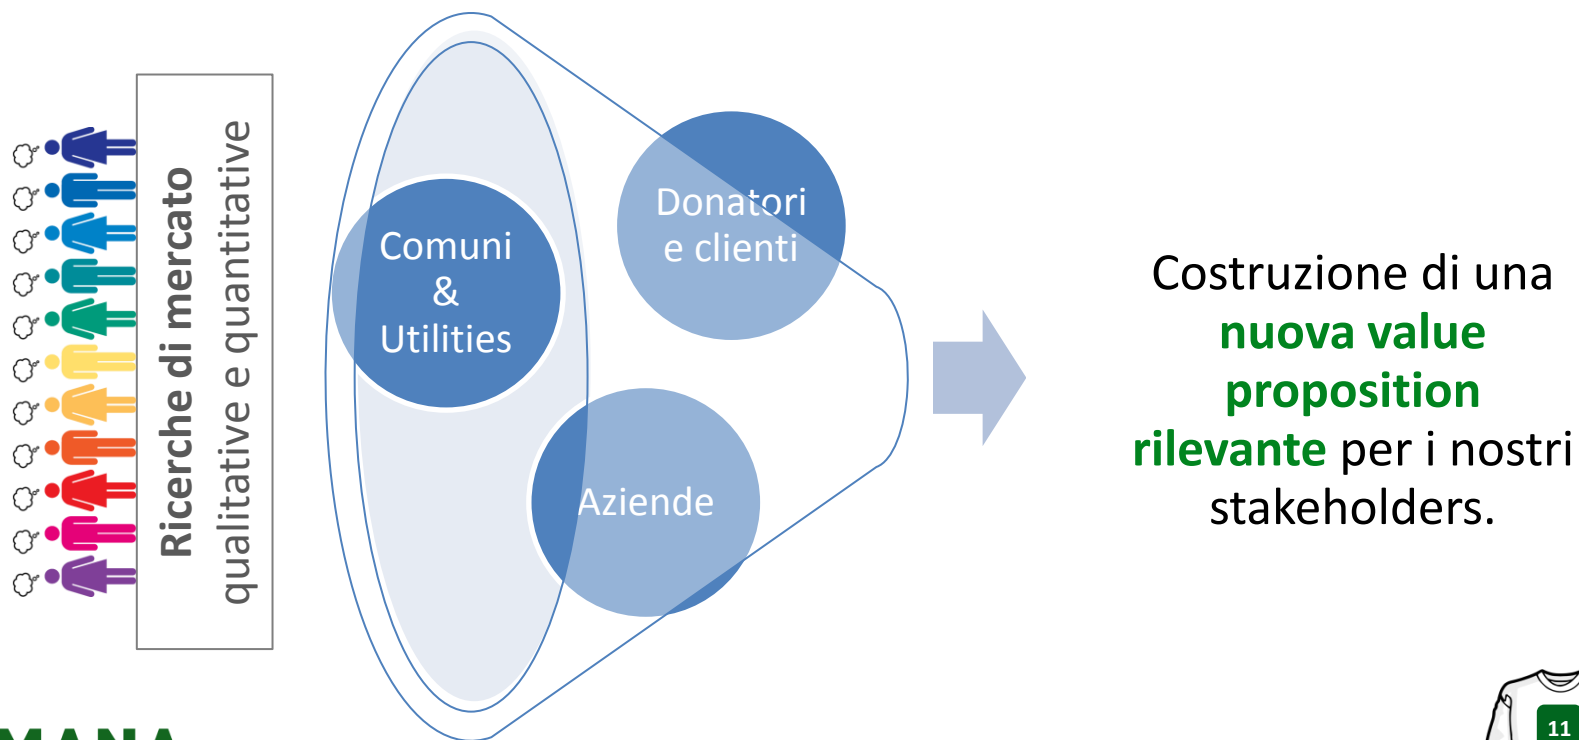 Ricerche di mercato
qualitative e quantitative
Comuni
&
Utilities
Donatori
e clienti
Aziende
Costruzione di una
nuova value
proposition
rilevante per i nostri
stakeholders.
11